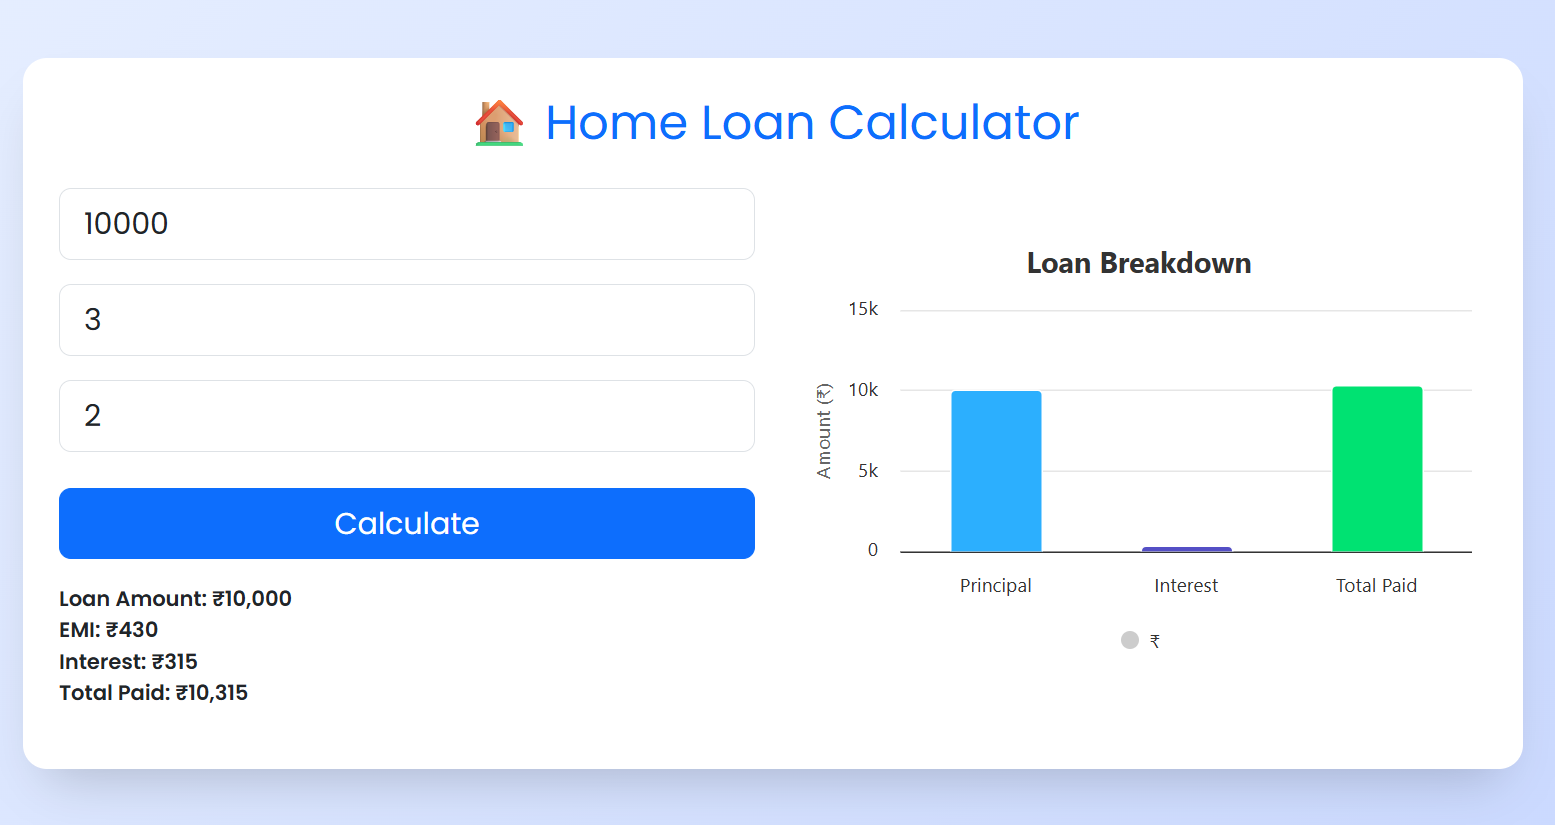 Home Loan Calculator
10000
3
2
Calculate
Loan Amount: ₹10,000
EMI: ₹430
Interest: ₹315
Total Paid: ₹10,315
Loan Breakdown
Amount (₹)
15k
10k
5k
0
Principal Interest Total Paid
₹